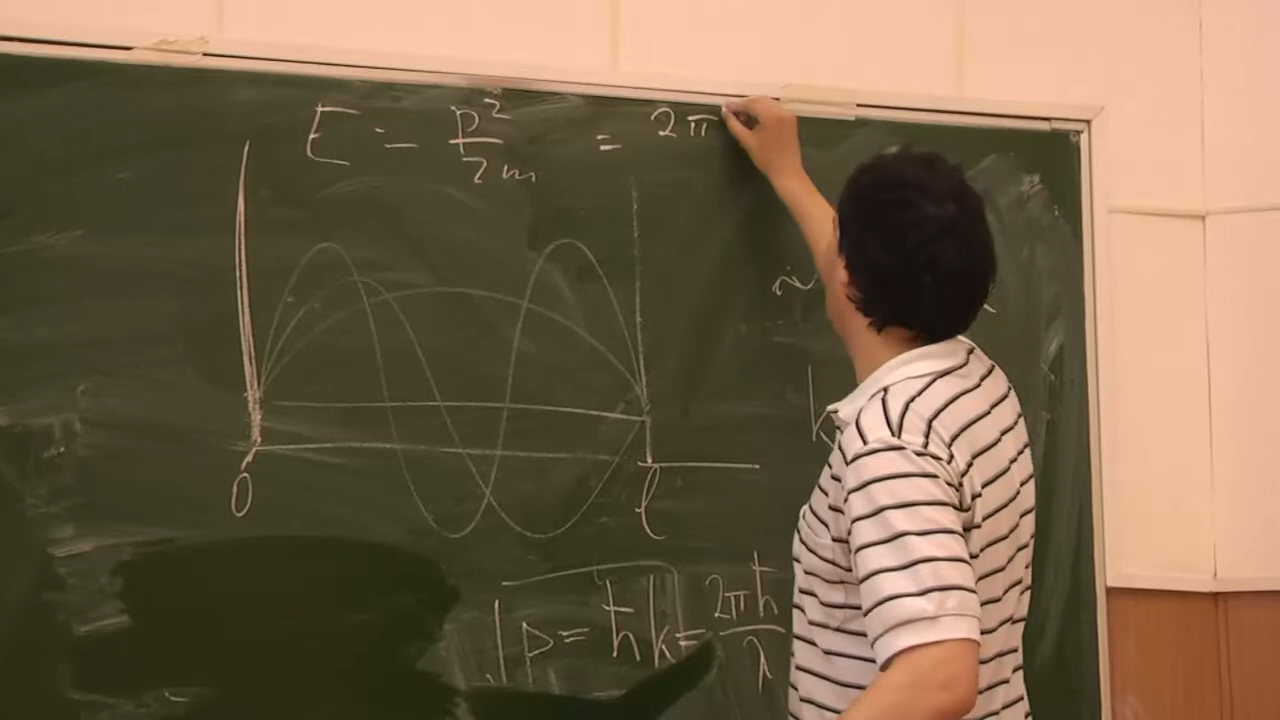 E = p²/2m = 2π
0 l
p = ħk = 2πħ/λ